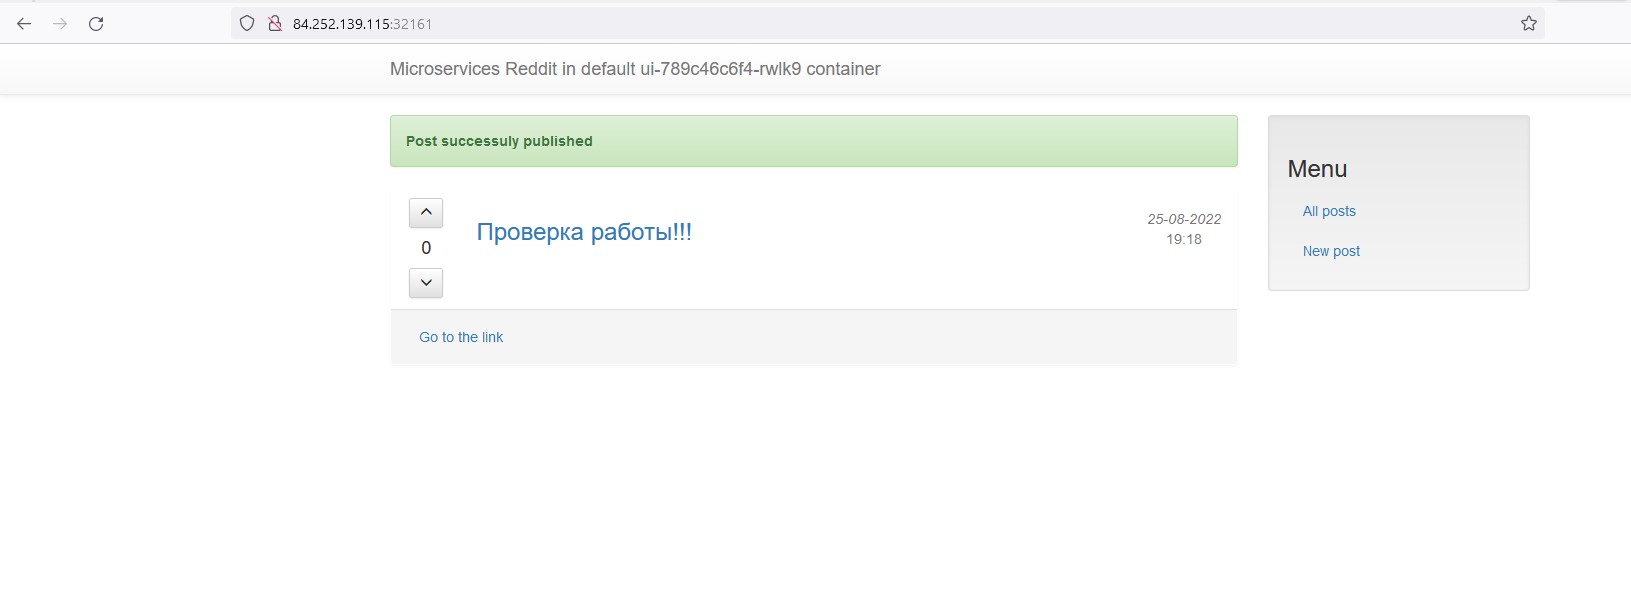 84.252.139.115:32161
Microservices Reddit in default ui-789c46c6f4-rwlk9 container
Post successuly published
Menu
All posts
New post
0
Проверка работы!!!
25-08-2022
19:18
Go to the link